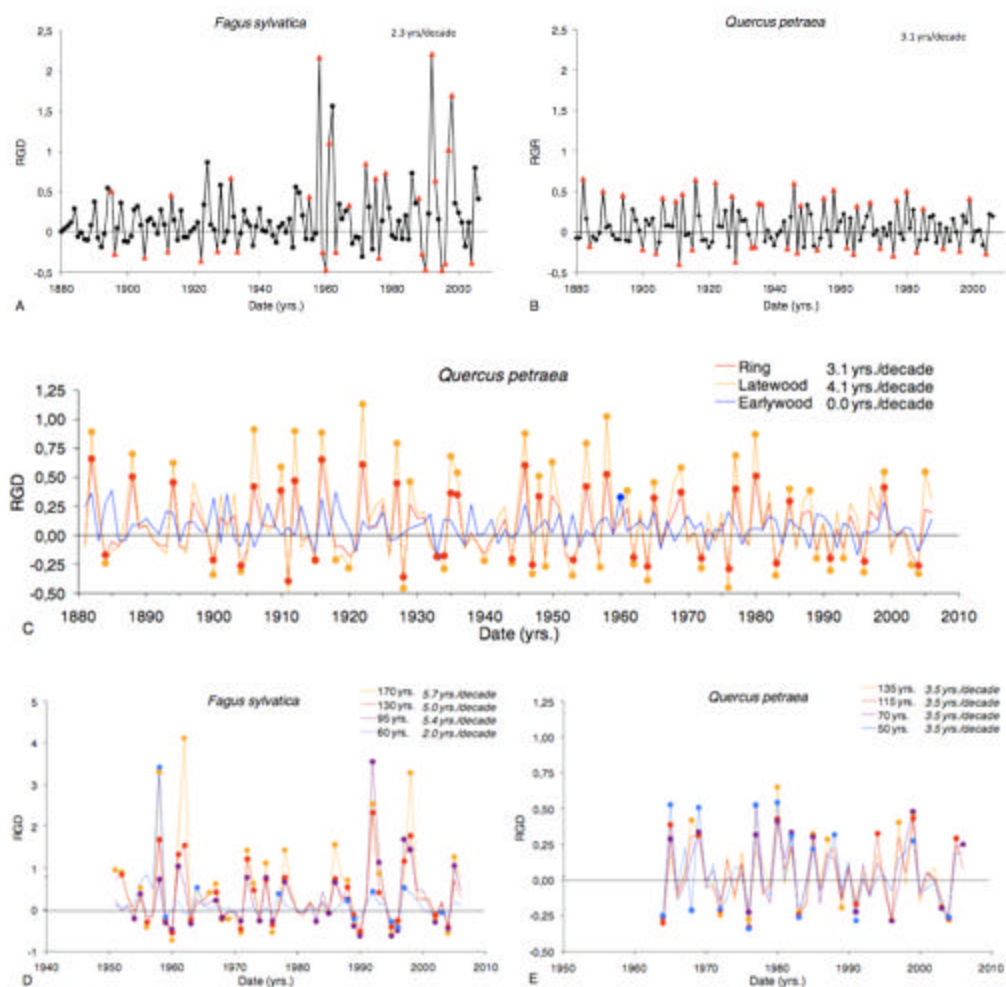 Fagus sylvatica
2.3 yrs/decade
2,5
2
1,5
1
0,5
0
-0,5
RGD
1880 1900 1920 1940 1960 1980 2000
Date (yrs.)
A
Quercus petraea
3.1 yrs/decade
2,5
2
1,5
1
0,5
0
-0,5
RGR
1880 1900 1920 1940 1960 1980 2000
Date (yrs.)
B
Quercus petraea
Ring 3.1 yrs./decade
Latewood 4.1 yrs./decade
Earlywood 0.0 yrs./decade
1,25
1,00
0,75
0,50
0,25
0,00
-0,25
-0,50
RGD
1880 1890 1900 1910 1920 1930 1940 1950 1960 1970 1980 1990 2000 2010
Date (yrs.)
C
Fagus sylvatica
170 yrs. 5.7 yrs./decade
130 yrs. 5.0 yrs./decade
95 yrs. 5.4 yrs./decade
60 yrs. 2.0 yrs./decade
5
4
3
2
1
0
-1
RGD
1940 1950 1960 1970 1980 1990 2000 2010
Date (yrs.)
D
Quercus petraea
135 yrs. 3.5 yrs./decade
115 yrs. 3.5 yrs./decade
70 yrs. 3.5 yrs./decade
50 yrs. 3.5 yrs./decade
1,25
1,00
0,75
0,50
0,25
0,00
-0,25
-0,50
RGD
1950 1960 1970 1980 1990 2000 2010
Date (yrs.)
E